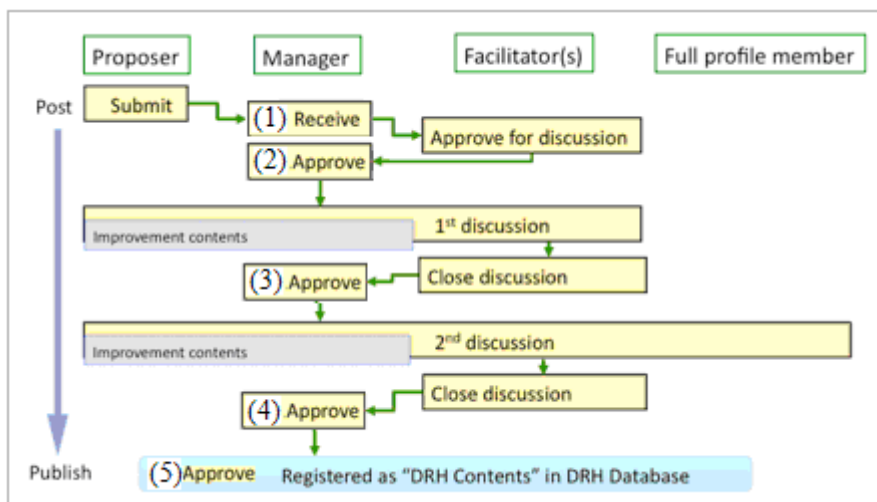 Proposer
Manager
Facilitator(s)
Full profile member
Post
Submit
(1) Receive
Approve for discussion
(2) .Approve
1st discussion
Improvement contents
(3) .Approve
Close discussion
2nd discussion
Improvement contents
Close discussion
(4) .Approve
Publish
(5) Approve Registered as “DRH Contents” in DRH Database